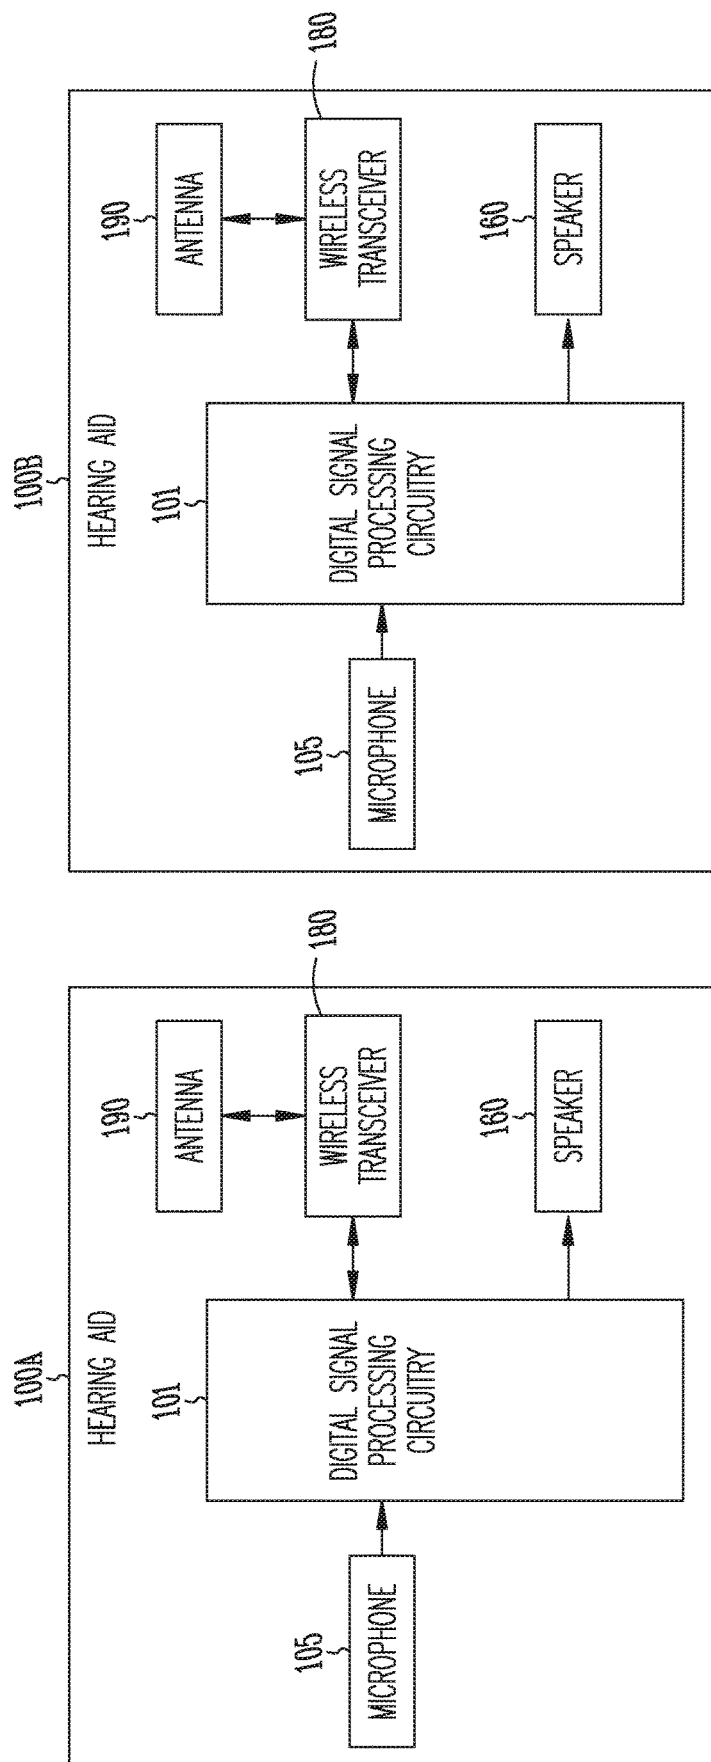 100A
HEARING AID
190
ANTENNA
101
180
WIRELESS
TRANSCEIVER
105
MICROPHONE
DIGITAL SIGNAL
PROCESSING
CIRCUITRY
160
SPEAKER
100B
HEARING AID
190
ANTENNA
101
180
WIRELESS
TRANSCEIVER
105
MICROPHONE
DIGITAL SIGNAL
PROCESSING
CIRCUITRY
160
SPEAKER